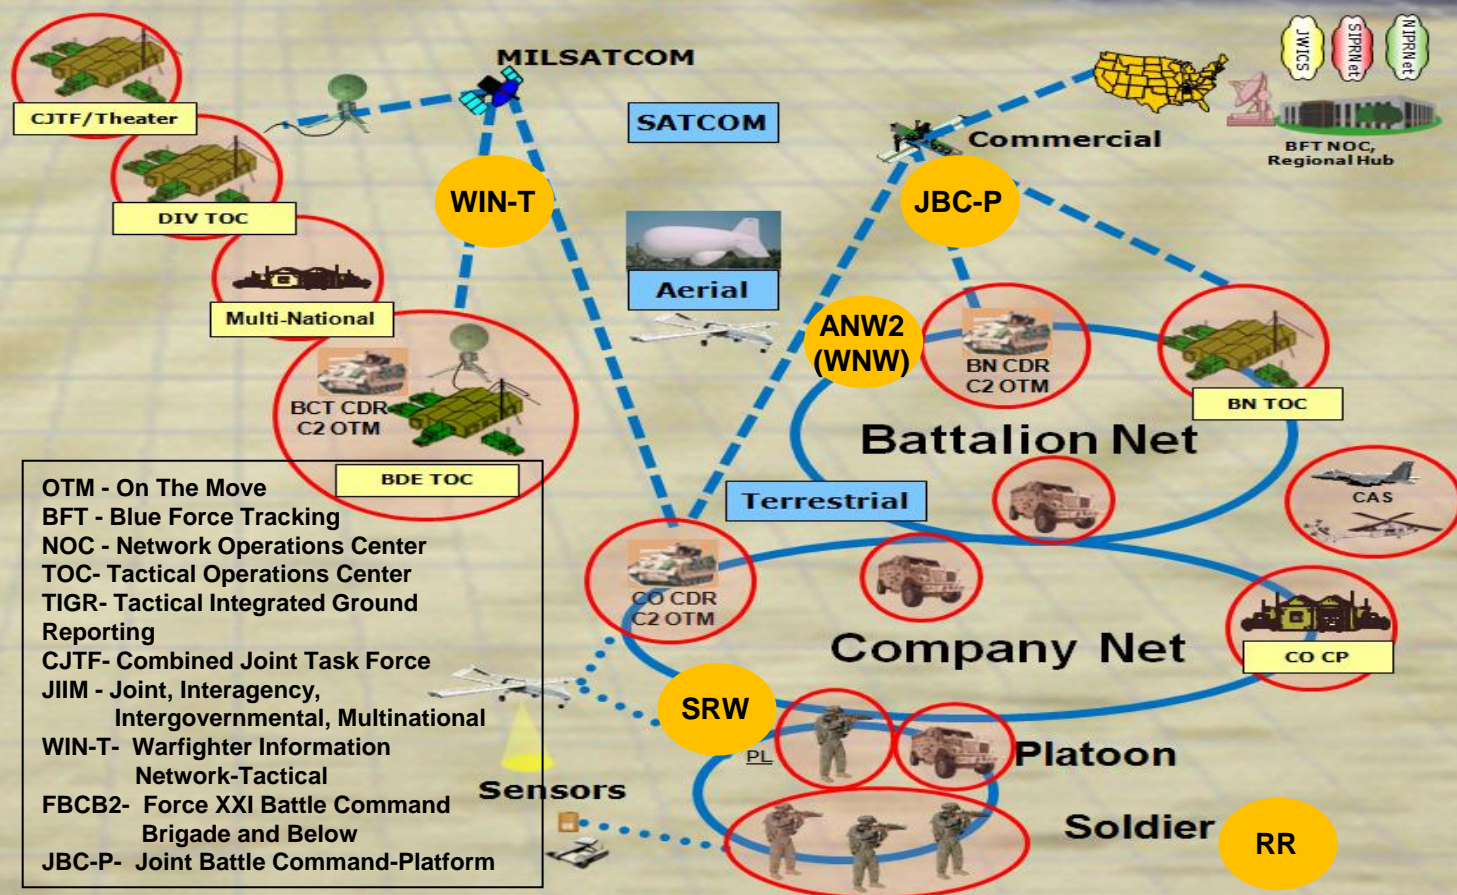 MILSATCOM
CJTF/Theater
SATCOM
Commercial
JWICS
SIPRNet
NIPRNet
BFT NOC,
Regional Hub
DIV TOC
WIN-T
JBC-P
Multi-National
Aerial
ANW2
(WNW)
BN CDR
C2 OTM
BN TOC
BCT CDR
C2 OTM
BDE TOC
Battalion Net
CAS
Terrestrial
CO CDR
C2 OTM
Company Net
CO CP
SRW
PL
Platoon
Sensors
Soldier
RR
OTM - On The Move
BFT - Blue Force Tracking
NOC - Network Operations Center
TOC- Tactical Operations Center
TIGR- Tactical Integrated Ground
Reporting
CJTF- Combined Joint Task Force
JIIM - Joint, Interagency,
Intergovernmental, Multinational
WIN-T- Warfighter Information
Network-Tactical
FBCB2- Force XXI Battle Command
Brigade and Below
JBC-P- Joint Battle Command-Platform